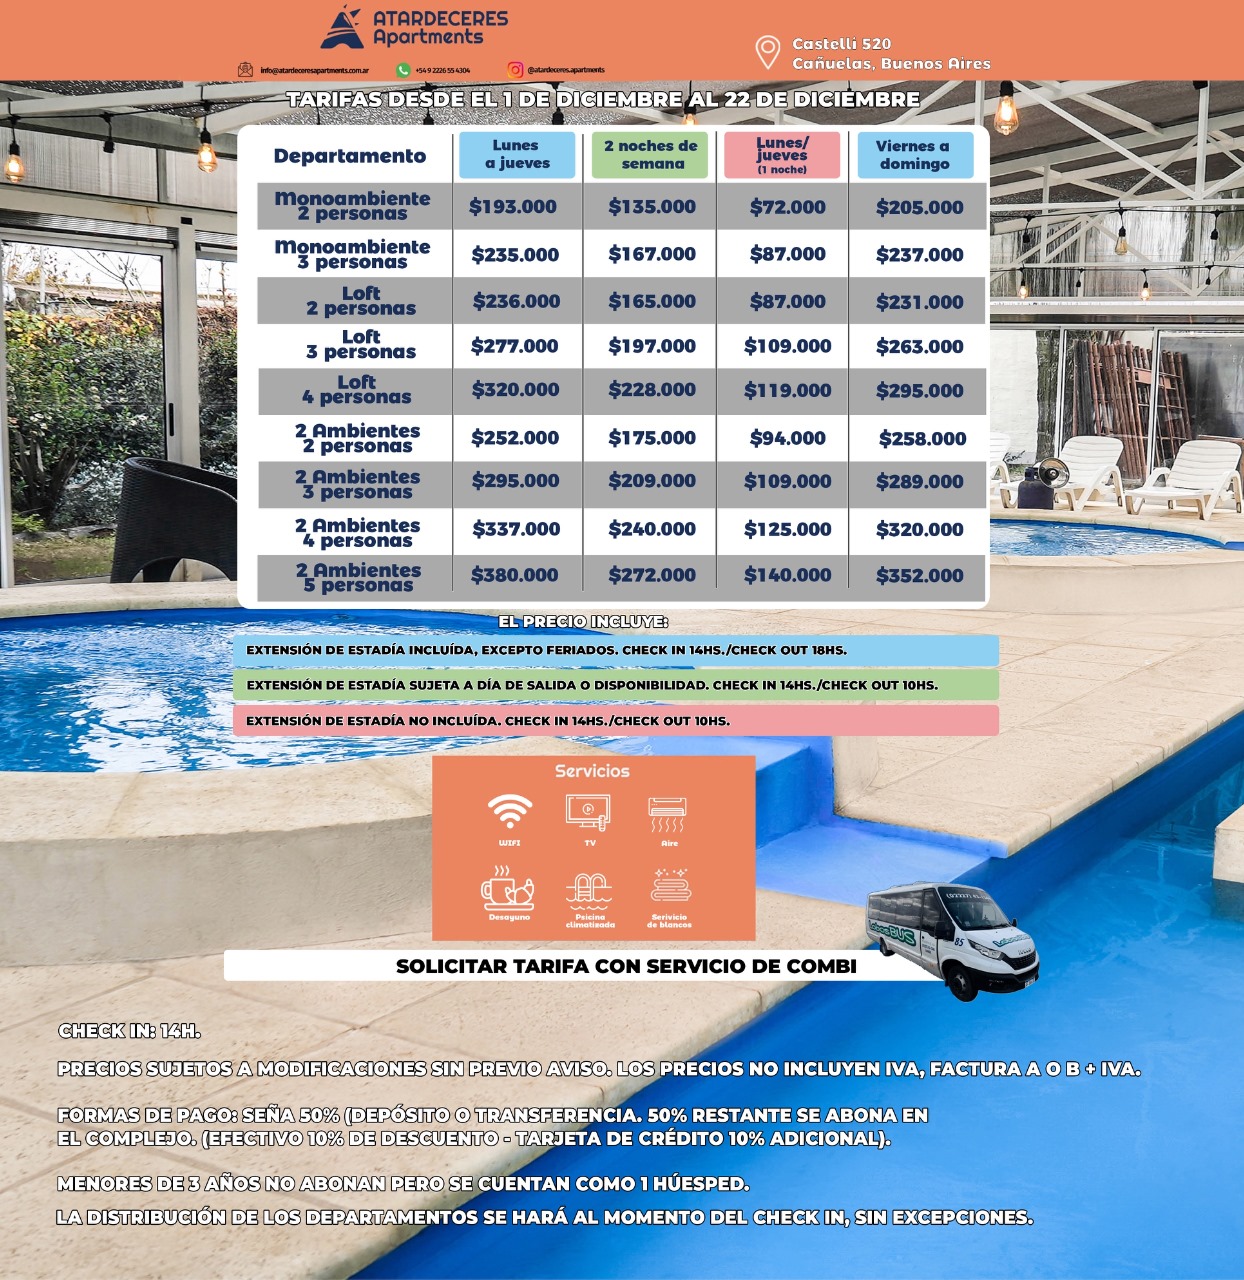 ATARDECERES
Apartments
info@atardeceresapartments.com.ar
+54 9 2226 55 4304
@atardeceres.apartments
Castelli 520
Cañuelas, Buenos Aires
TARIFAS DESDE EL 1 DE DICIEMBRE AL 22 DE DICIEMBRE
Departamento
Lunes
a jueves
2 noches de
semana
Lunes/
jueves
(1 noche)
Viernes a
domingo
Monoambiente
2 personas
$193.000 $135.000 $72.000 $205.000
Monoambiente
3 personas
$235.000 $167.000 $87.000 $237.000
Loft
2 personas
$236.000 $165.000 $87.000 $231.000
Loft
3 personas
$277.000 $197.000 $109.000 $263.000
Loft
4 personas
$320.000 $228.000 $119.000 $295.000
2 Ambientes
2 personas
$252.000 $175.000 $94.000 $258.000
2 Ambientes
3 personas
$295.000 $209.000 $109.000 $289.000
2 Ambientes
4 personas
$337.000 $240.000 $125.000 $320.000
2 Ambientes
5 personas
$380.000 $272.000 $140.000 $352.000
EL PRECIO INCLUYE:
EXTENSIÓN DE ESTADÍA INCLUÍDA, EXCEPTO FERIADOS. CHECK IN 14HS./CHECK OUT 18HS.
EXTENSIÓN DE ESTADÍA SUJETA A DÍA DE SALIDA O DISPONIBILIDAD. CHECK IN 14HS./CHECK OUT 10HS.
EXTENSIÓN DE ESTADÍA NO INCLUÍDA. CHECK IN 14HS./CHECK OUT 10HS.
Servicios
WIFI
TV
Aire
Desayuno
Psicina
climatizada
Serivicio
de blancos
SOLICITAR TARIFA CON SERVICIO DE COMBI
LobosBUS
85
CHECK IN: 14H.
PRECIOS SUJETOS A MODIFICACIONES SIN PREVIO AVISO. LOS PRECIOS NO INCLUYEN IVA, FACTURA A O B + IVA.
FORMAS DE PAGO: SEÑA 50% (DEPÓSITO O TRANSFERENCIA. 50% RESTANTE SE ABONA EN
EL COMPLEJO. (EFECTIVO 10% DE DESCUENTO - TARJETA DE CRÉDITO 10% ADICIONAL).
MENORES DE 3 AÑOS NO ABONAN PERO SE CUENTAN COMO 1 HÚESPED.
LA DISTRIBUCIÓN DE LOS DEPARTAMENTOS SE HARÁ AL MOMENTO DEL CHECK IN, SIN EXCEPCIONES.